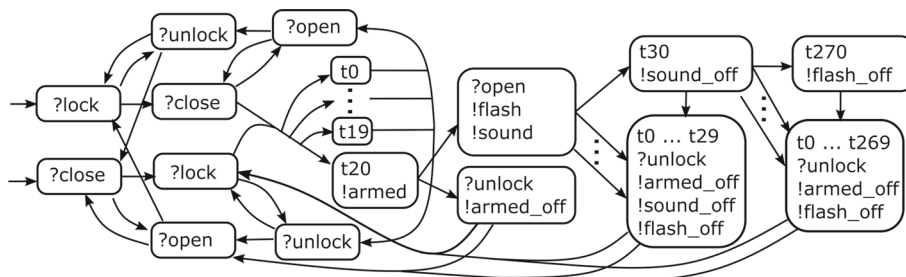 ?unlock
?open
?lock
?close
t0
t19
t20
!armed
?close
?lock
?open
?unlock
?open
!flash
!sound
?unlock
!armed_off
t30
!sound_off
t270
!flash_off
t0 ... t29
?unlock
!armed_off
!sound_off
!flash_off
t0 ... t269
?unlock
!armed_off
!flash_off